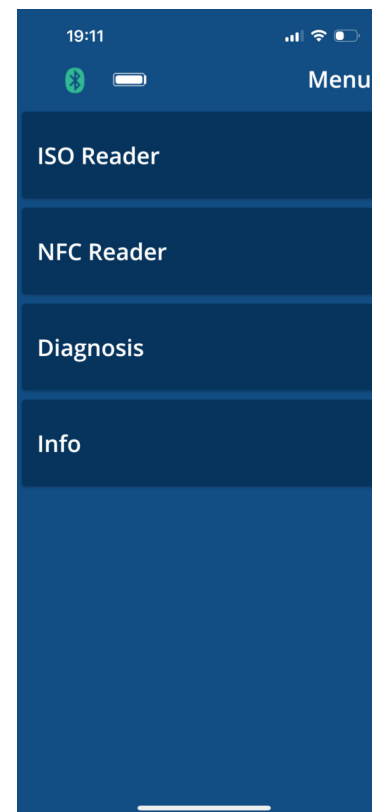 19:11
Menu
ISO Reader
NFC Reader
Diagnosis
Info